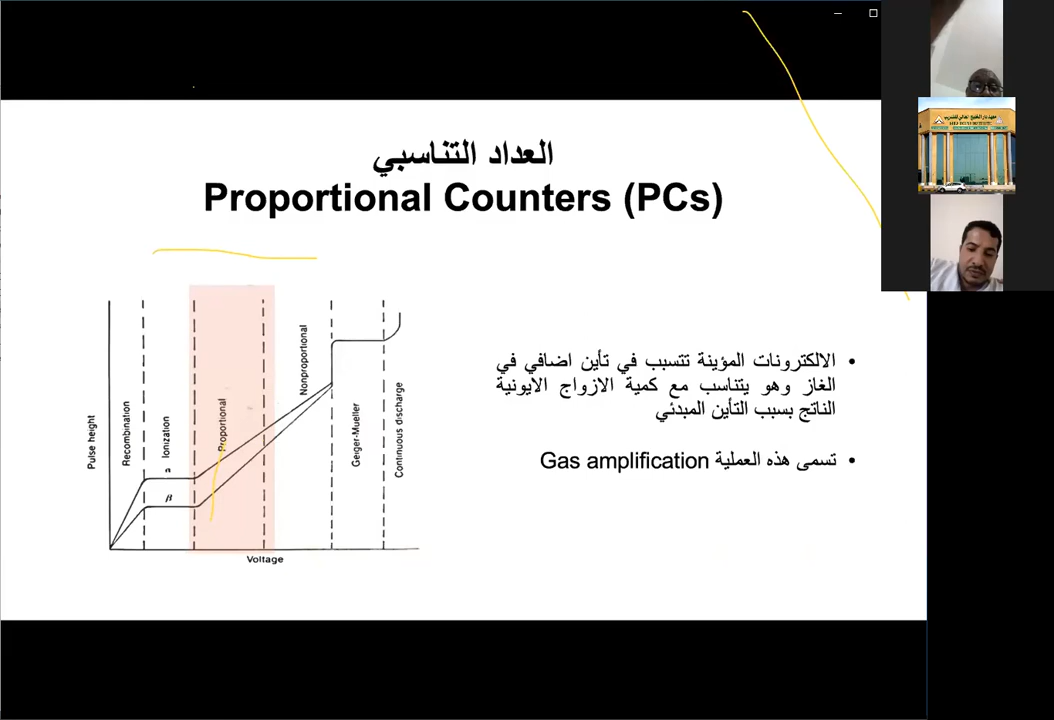 العداد التناسبي
Proportional Counters (PCs)
الالكترونات المؤينة تتسبب في تأين اضافي في
الغاز وهو يتناسب مع كمية الازواج الايونية
الناتج بسبب التأين المبدئي
تسمى هذه العملية Gas amplification
Pulse height
Recombination
Ionization
Proportional
Nonproportional
Geiger-Mueller
Continuous discharge
α
β
Voltage